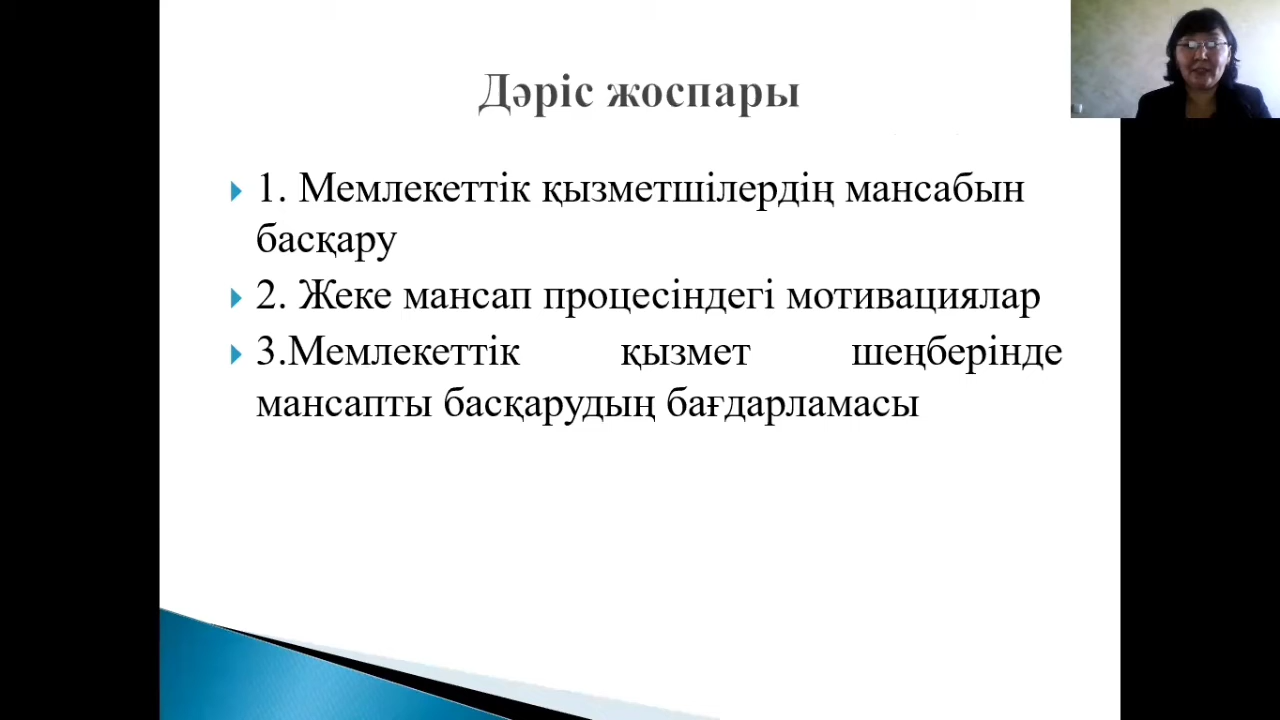 Дәріс жоспары
1. Мемлекеттік қызметшілердің мансабын
басқару
2. Жеке мансап процесіндегі мотивациялар
3.Мемлекеттік қызмет шеңберінде
мансапты басқарудың бағдарламасы